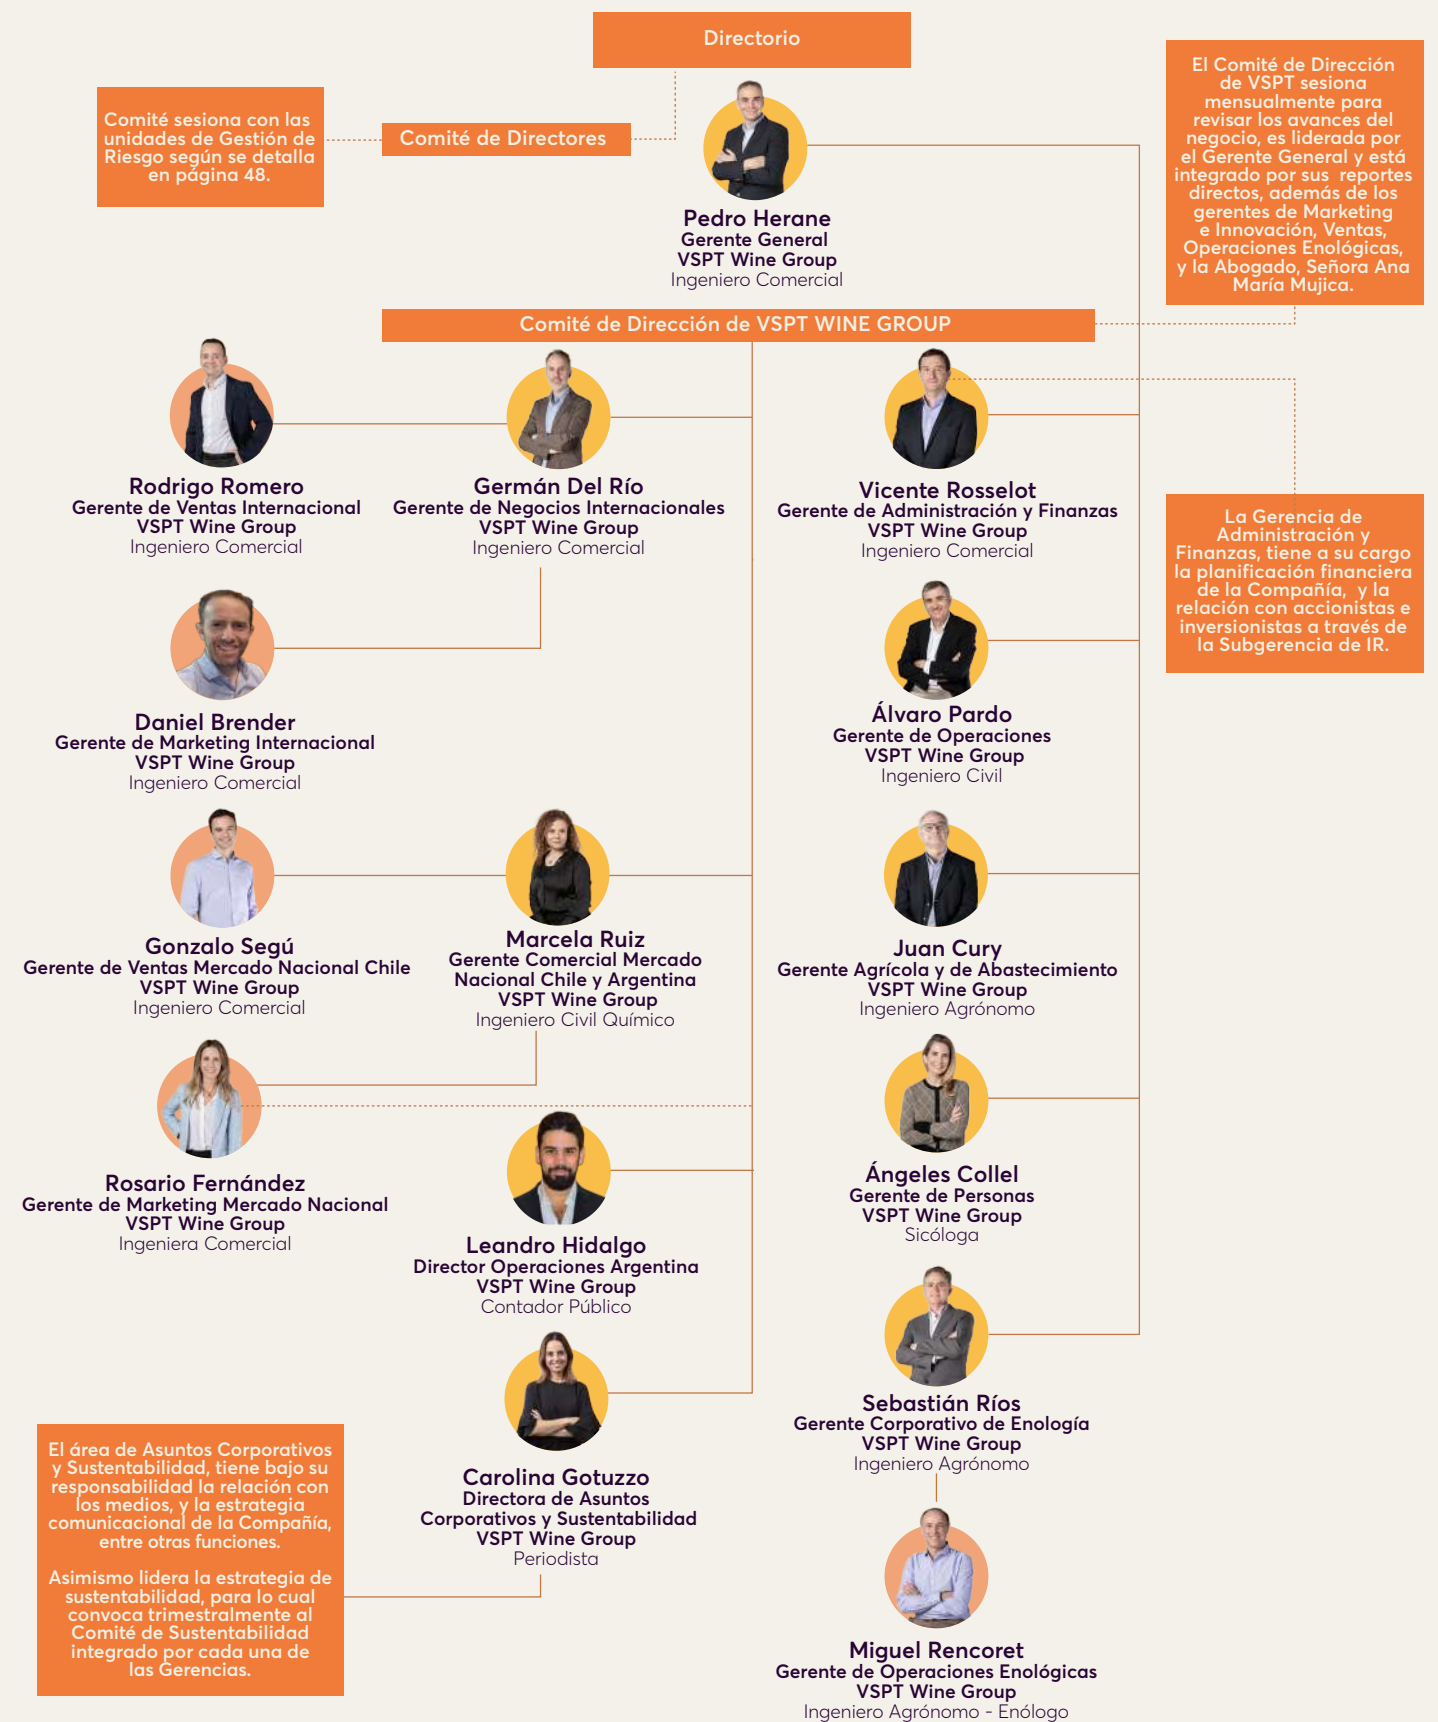 Directorio
Comité sesiona con las
unidades de Gestión de
Riesgo según se detalla
en página 48.
Comité de Directores
El Comité de Dirección
de VSPT sesiona
mensualmente para
revisar los avances del
negocio, es liderada por
el Gerente General y está
integrado por sus reportes
directos, además de los
gerentes de Marketing
e Innovación, Ventas,
Operaciones Enológicas,
y la Abogado, Señora Ana
María Mujica.
Pedro Herane
Gerente General
VSPT Wine Group
Ingeniero Comercial
Comité de Dirección de VSPT WINE GROUP
Rodrigo Romero
Gerente de Ventas Internacional
VSPT Wine Group
Ingeniero Comercial
Germán Del Río
Gerente de Negocios Internacionales
VSPT Wine Group
Ingeniero Comercial
Vicente Rosselot
Gerente de Administración y Finanzas
VSPT Wine Group
Ingeniero Comercial
La Gerencia de
Administración y
Finanzas, tiene a su cargo
la planificación financiera
de la Compañía, y la
relación con accionistas e
inversionistas a través de
la Subgerencia de IR.
Daniel Brender
Gerente de Marketing Internacional
VSPT Wine Group
Ingeniero Comercial
Álvaro Pardo
Gerente de Operaciones
VSPT Wine Group
Ingeniero Civil
Gonzalo Segú
Gerente de Ventas Mercado Nacional Chile
VSPT Wine Group
Ingeniero Comercial
Marcela Ruiz
Gerente Comercial Mercado
Nacional Chile y Argentina
VSPT Wine Group
Ingeniero Civil Químico
Juan Cury
Gerente Agrícola y de Abastecimiento
VSPT Wine Group
Ingeniero Agrónomo
Rosario Fernández
Gerente de Marketing Mercado Nacional
VSPT Wine Group
Ingeniera Comercial
Leandro Hidalgo
Director Operaciones Argentina
VSPT Wine Group
Contador Público
Ángeles Collel
Gerente de Personas
VSPT Wine Group
Sicóloga
Sebastián Ríos
Gerente Corporativo de Enología
VSPT Wine Group
Ingeniero Agrónomo
Carolina Gotuzzo
Directora de Asuntos
Corporativos y Sustentabilidad
VSPT Wine Group
Periodista
El área de Asuntos Corporativos
y Sustentabilidad, tiene bajo su
responsabilidad la relación con
los medios, y la estrategia
comunicacional de la Compañía,
entre otras funciones.
Asimismo lidera la estrategia de
sustentabilidad, para lo cual
convoca trimestralmente al
Comité de Sustentabilidad
integrado por cada una de
las Gerencias.
Miguel Rencoret
Gerente de Operaciones Enológicas
VSPT Wine Group
Ingeniero Agrónomo - Enólogo